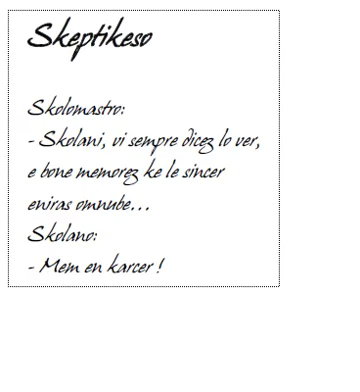 Skeptikeso
Skolomastro:
- Skolani, vi sempre dicez lo ver,
e bone memorez ke le sincer
eniras omnube...
Skolano:
- Mem en karcer !